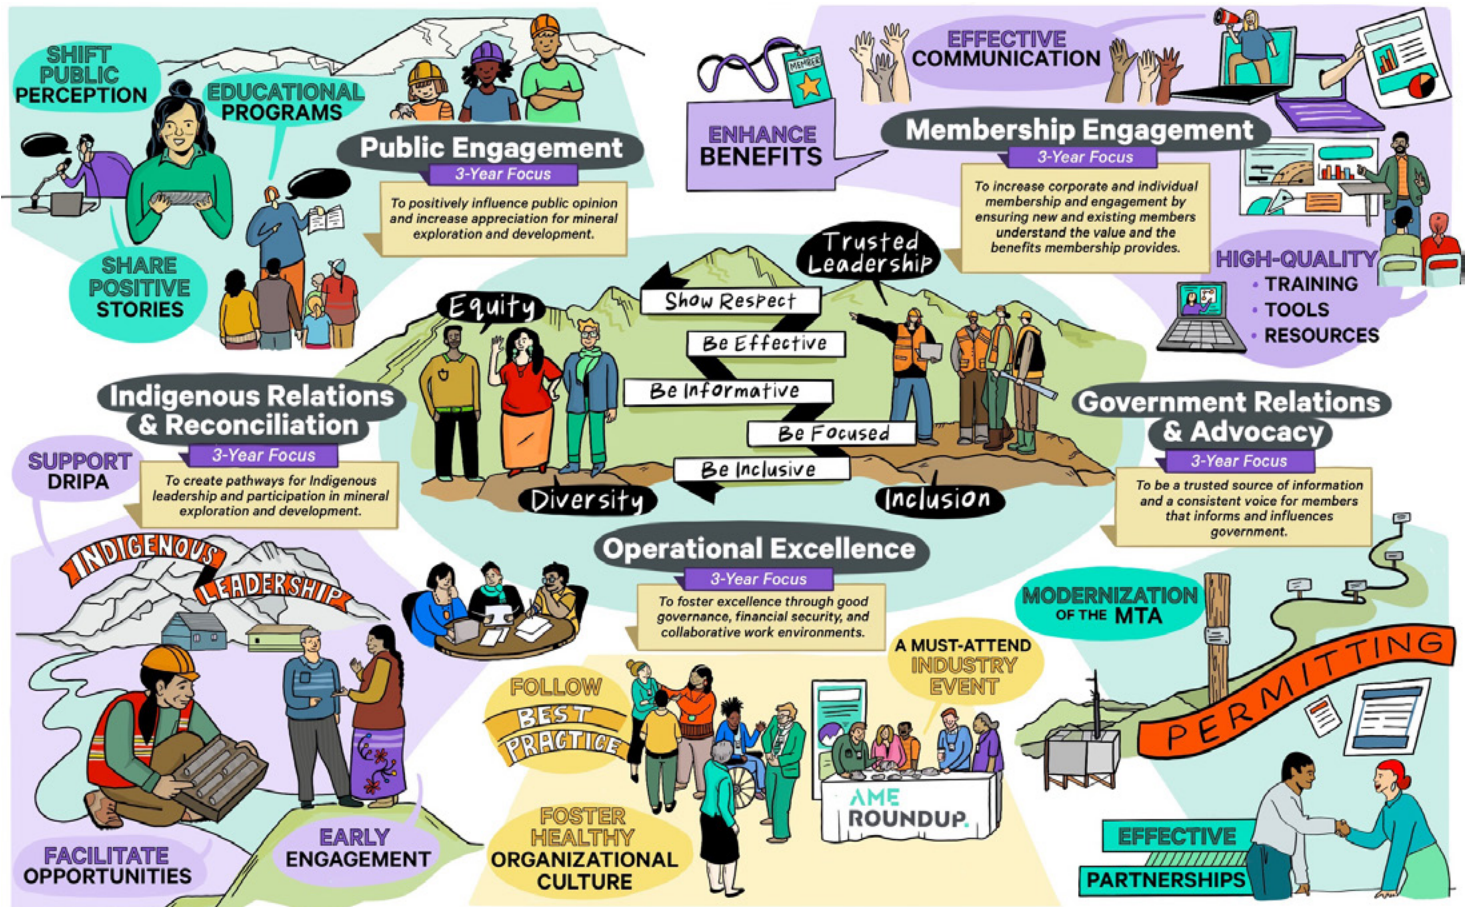 SHIFT
PUBLIC
PERCEPTION
EDUCATIONAL
PROGRAMS
SHARE
POSITIVE
STORIES
Public Engagement
3-Year Focus
To positively influence public opinion
and increase appreciation for mineral
exploration and development.
MEMBER
ENHANCE
BENEFITS
EFFECTIVE
COMMUNICATION
Membership Engagement
3-Year Focus
To increase corporate and individual
membership and engagement by
ensuring new and existing members
understand the value and the
benefits membership provides.
HIGH-QUALITY
• TRAINING
• TOOLS
• RESOURCES
Equity
Trusted
Leadership
Show Respect
Be Effective
Be Informative
Be Focused
Be Inclusive
Diversity
Inclusion
Indigenous Relations
& Reconciliation
3-Year Focus
To create pathways for Indigenous
leadership and participation in mineral
exploration and development.
SUPPORT
DRIPA
INDIGENOUS
LEADERSHIP
FACILITATE
OPPORTUNITIES
EARLY
ENGAGEMENT
Operational Excellence
3-Year Focus
To foster excellence through good
governance, financial security, and
collaborative work environments.
FOLLOW
BEST
PRACTICE
FOSTER
HEALTHY
ORGANIZATIONAL
CULTURE
A MUST-ATTEND
INDUSTRY
EVENT
AME
ROUNDUP.
Government Relations
& Advocacy
3-Year Focus
To be a trusted source of information
and a consistent voice for members
that informs and influences
government.
MODERNIZATION
OF THE MTA
PERMITTING
EFFECTIVE
PARTNERSHIPS